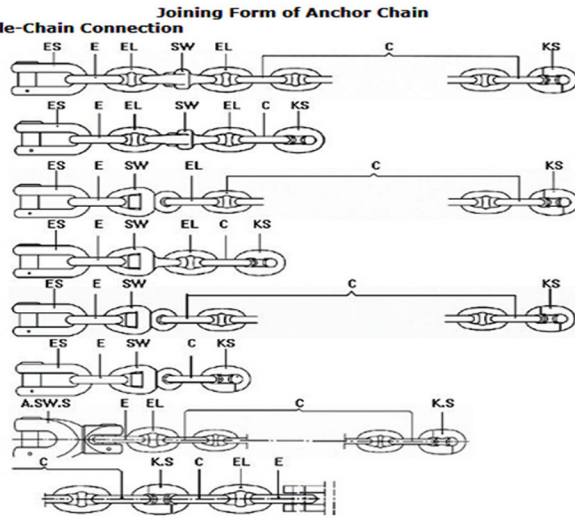 Joining Form of Anchor Chain
le-Chain Connection
ES E EL SW EL C KS
ES E EL SW EL C KS
ES E SW EL C KS
ES E SW EL C KS
ES E SW C KS
ES E SW C KS
A.SW.S E EL C K.S
C K.S C EL E